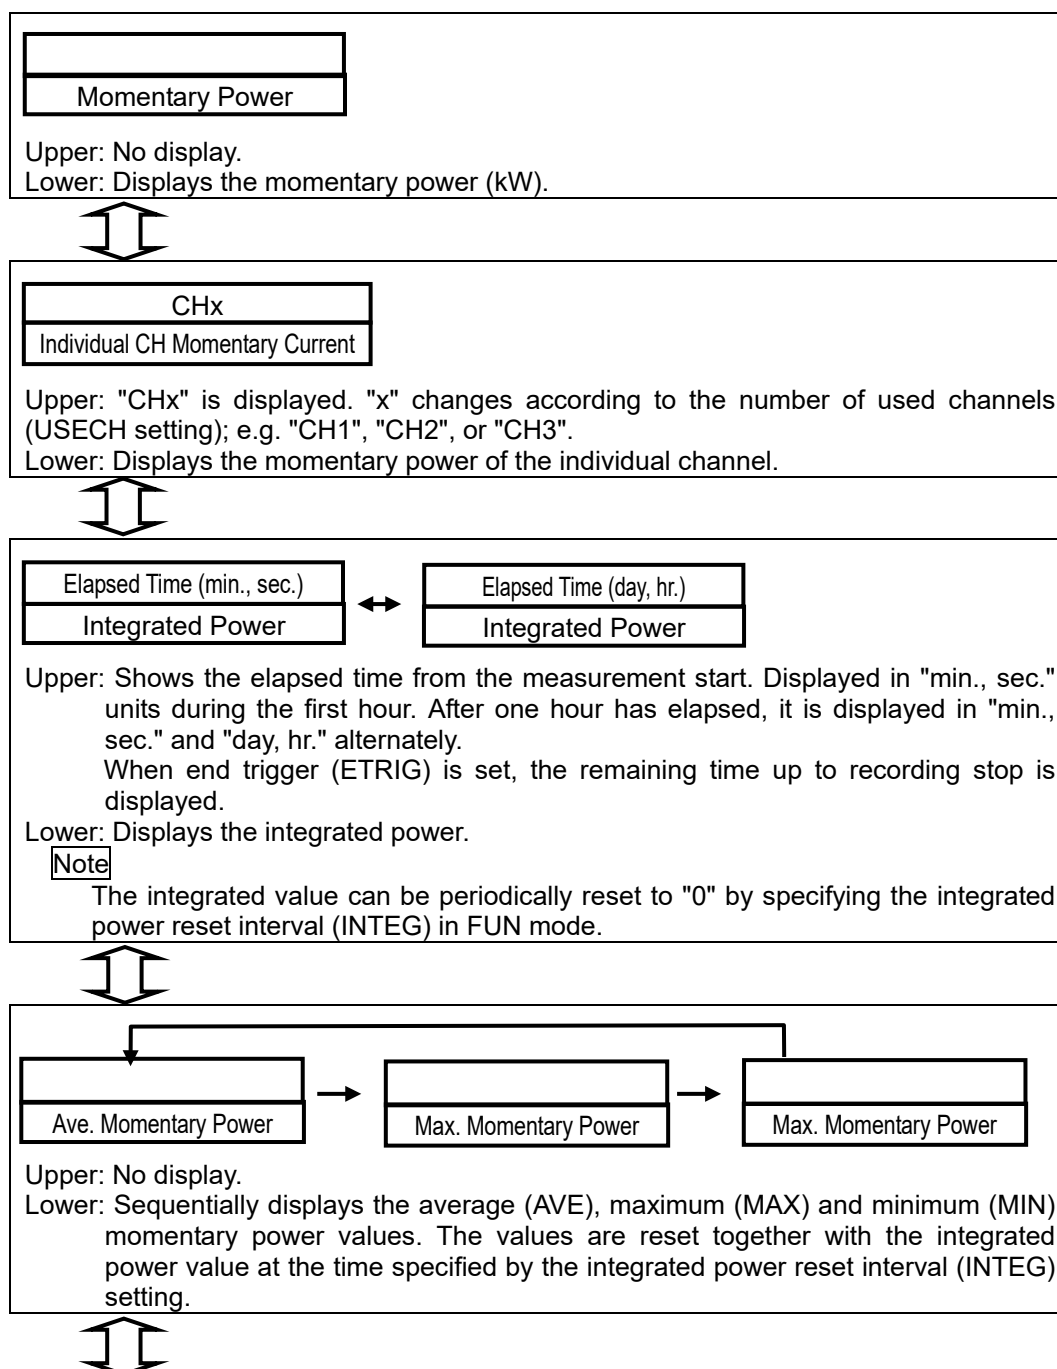 Momentary Power
Upper: No display.
Lower: Displays the momentary power (kW).
CHx
Individual CH Momentary Current
Upper: "CHx" is displayed. "x" changes according to the number of used channels
(USECH setting); e.g. "CH1", "CH2", or "CH3".
Lower: Displays the momentary power of the individual channel.
Elapsed Time (min., sec.)
Integrated Power
Elapsed Time (day, hr.)
Integrated Power
Upper: Shows the elapsed time from the measurement start. Displayed in "min., sec."
units during the first hour. After one hour has elapsed, it is displayed in "min.,
sec." and "day, hr." alternately.
When end trigger (ETRIG) is set, the remaining time up to recording stop is
displayed.
Lower: Displays the integrated power.
Note
The integrated value can be periodically reset to "0" by specifying the integrated
power reset interval (INTEG) in FUN mode.
Ave. Momentary Power
Max. Momentary Power
Max. Momentary Power
Upper: No display.
Lower: Sequentially displays the average (AVE), maximum (MAX) and minimum (MIN)
momentary power values. The values are reset together with the integrated
power value at the time specified by the integrated power reset interval (INTEG)
setting.